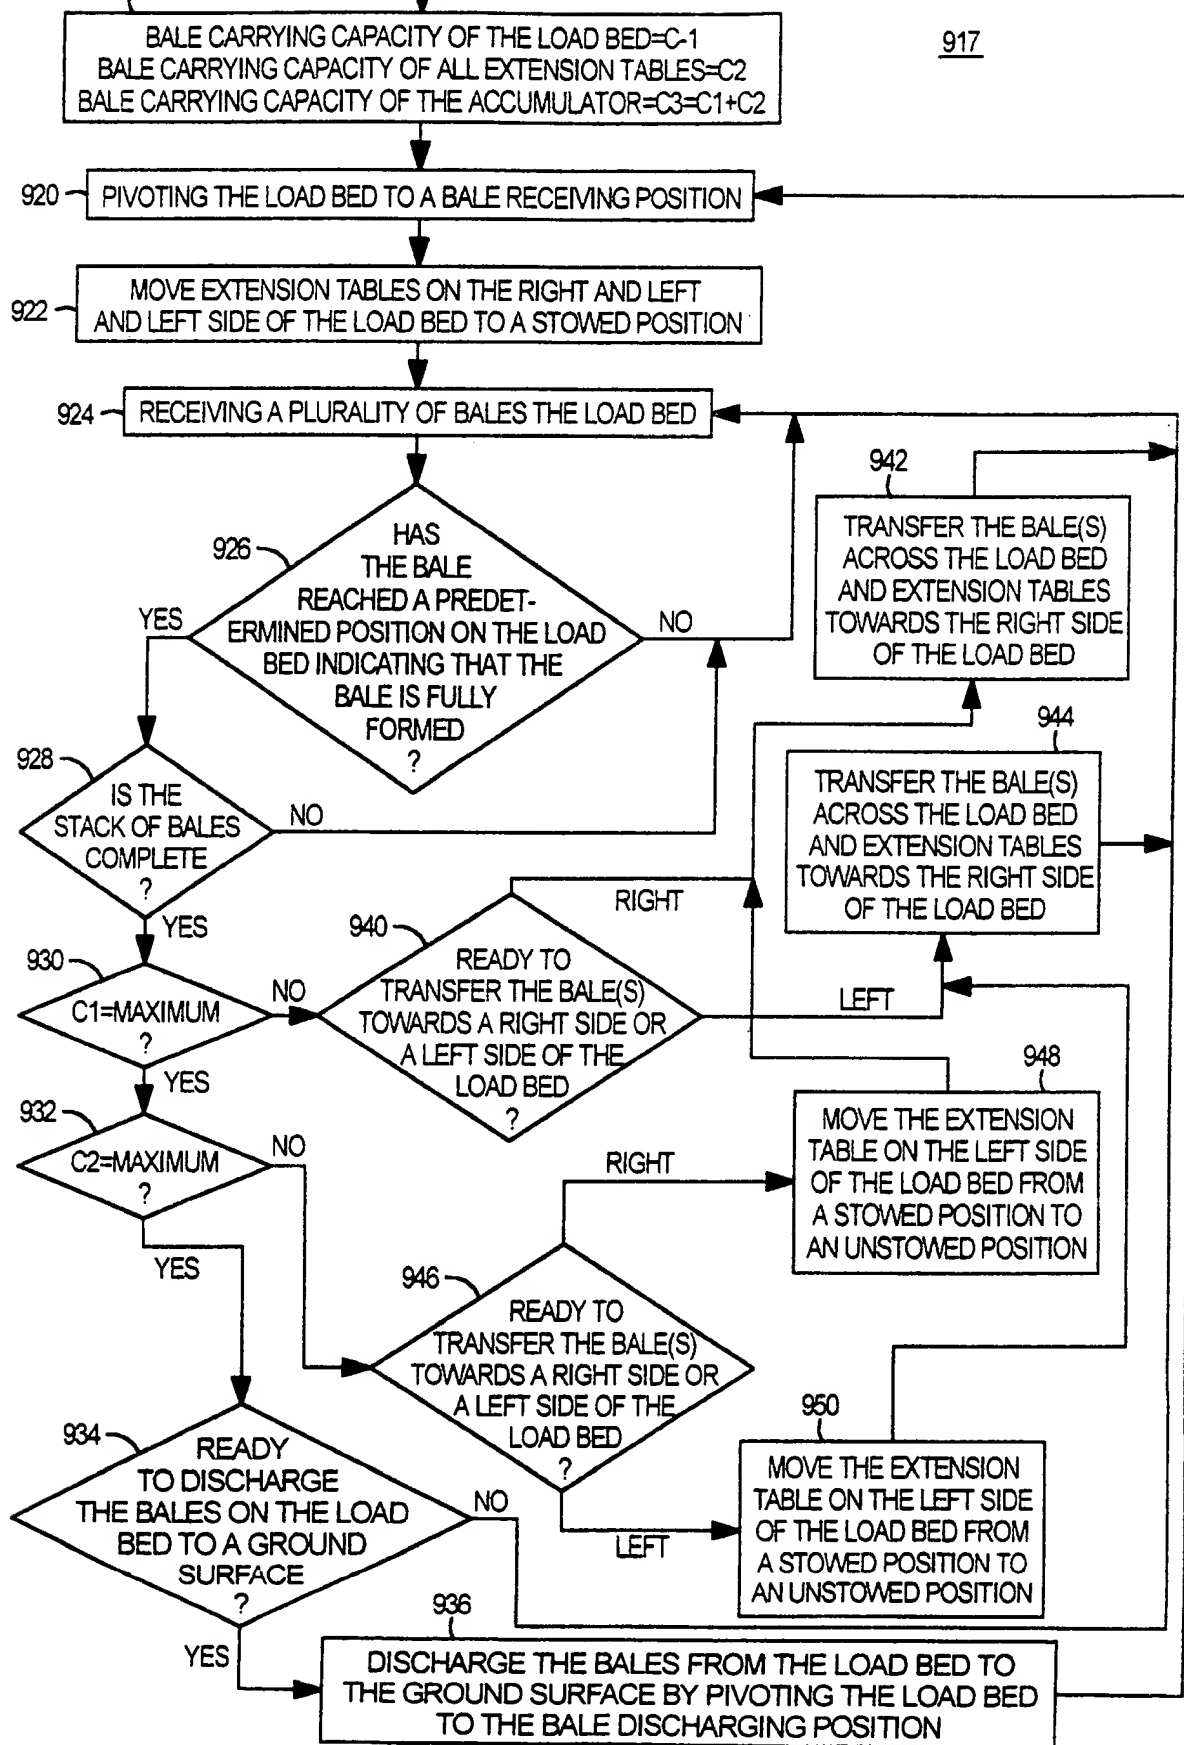 917
BALE CARRYING CAPACITY OF THE LOAD BED=C-1
BALE CARRYING CAPACITY OF ALL EXTENSION TABLES=C2
BALE CARRYING CAPACITY OF THE ACCUMULATOR=C3=C1+C2
920
PIVOTING THE LOAD BED TO A BALE RECEIVING POSITION
922
MOVE EXTENSION TABLES ON THE RIGHT AND LEFT
AND LEFT SIDE OF THE LOAD BED TO A STOWED POSITION
924
RECEIVING A PLURALITY OF BALES THE LOAD BED
926
HAS
THE BALE
REACHED A PREDET-
ERMINED POSITION ON THE LOAD
BED INDICATING THAT THE
BALE IS FULLY
FORMED
?
YES
NO
942
TRANSFER THE BALE(S)
ACROSS THE LOAD BED
AND EXTENSION TABLES
TOWARDS THE RIGHT SIDE
OF THE LOAD BED
928
IS THE
STACK OF BALES
COMPLETE
?
NO
YES
944
TRANSFER THE BALE(S)
ACROSS THE LOAD BED
AND EXTENSION TABLES
TOWARDS THE RIGHT SIDE
OF THE LOAD BED
930
C1=MAXIMUM
?
NO
YES
940
READY TO
TRANSFER THE BALE(S)
TOWARDS A RIGHT SIDE OR
A LEFT SIDE OF THE
LOAD BED
?
RIGHT
LEFT
932
C2=MAXIMUM
?
NO
YES
948
MOVE THE EXTENSION
TABLE ON THE LEFT SIDE
OF THE LOAD BED FROM
A STOWED POSITION TO
AN UNSTOWED POSITION
946
READY TO
TRANSFER THE BALE(S)
TOWARDS A RIGHT SIDE OR
A LEFT SIDE OF THE
LOAD BED
?
RIGHT
LEFT
950
MOVE THE EXTENSION
TABLE ON THE LEFT SIDE
OF THE LOAD BED FROM
A STOWED POSITION TO
AN UNSTOWED POSITION
934
READY
TO DISCHARGE
THE BALES ON THE LOAD
BED TO A GROUND
SURFACE
?
NO
YES
936
DISCHARGE THE BALES FROM THE LOAD BED TO
THE GROUND SURFACE BY PIVOTING THE LOAD BED
TO THE BALE DISCHARGING POSITION